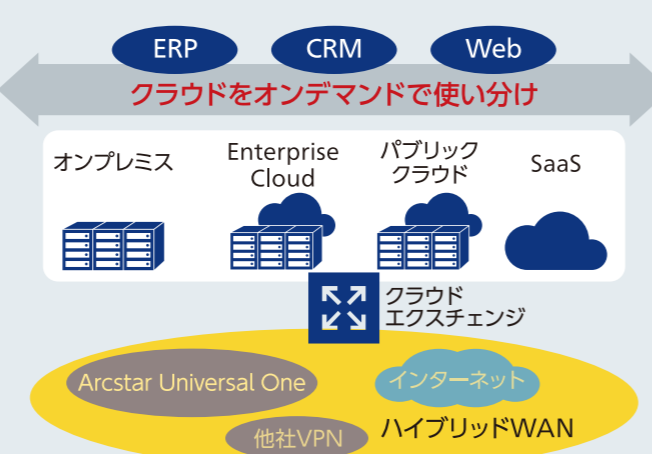 ERP
CRM
Web
クラウドをオンデマンドで使い分け
オンプレミス
Enterprise
Cloud
パブリック
クラウド
SaaS
クラウド
エクスチェンジ
Arcstar Universal One
インターネット
他社VPN
ハイブリッドWAN